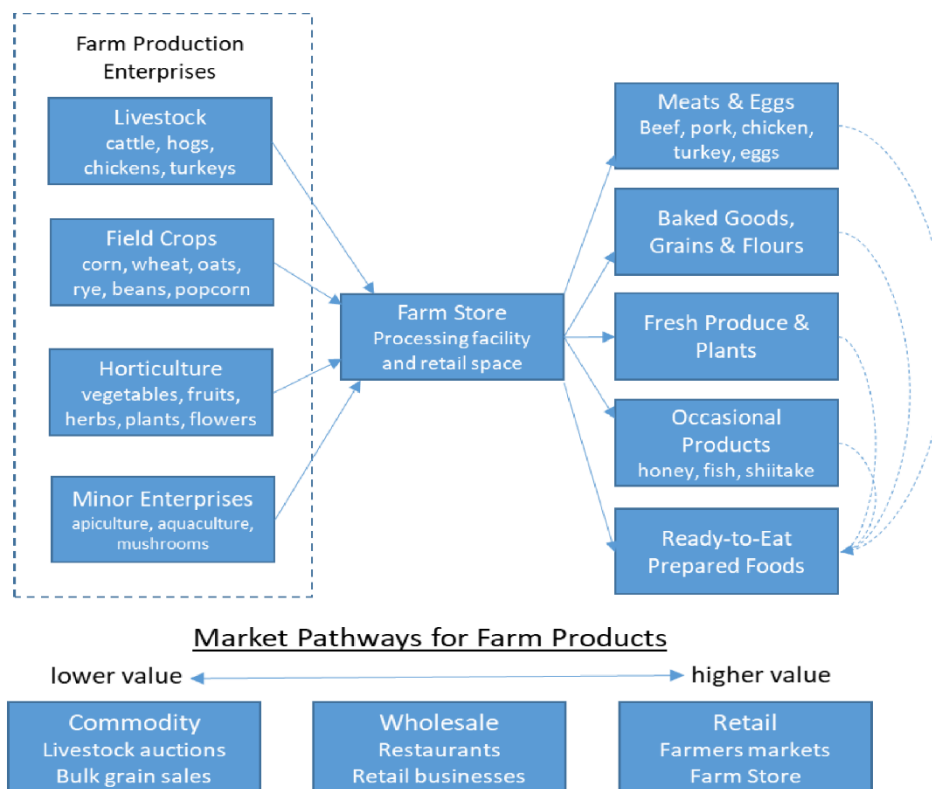 Farm Production
Enterprises
Livestock
cattle, hogs,
chickens, turkeys
Field Crops
corn, wheat, oats,
rye, beans, popcorn
Horticulture
vegetables, fruits,
herbs, plants, flowers
Minor Enterprises
apiculture, aquaculture,
mushrooms
Farm Store
Processing facility
and retail space
Meats & Eggs
Beef, pork, chicken,
turkey, eggs
Baked Goods,
Grains & Flours
Fresh Produce &
Plants
Occasional
Products
honey, fish, shiitake
Ready-to-Eat
Prepared Foods
Market Pathways for Farm Products
lower value
higher value
Commodity
Livestock auctions
Bulk grain sales
Wholesale
Restaurants
Retail businesses
Retail
Farmers markets
Farm Store